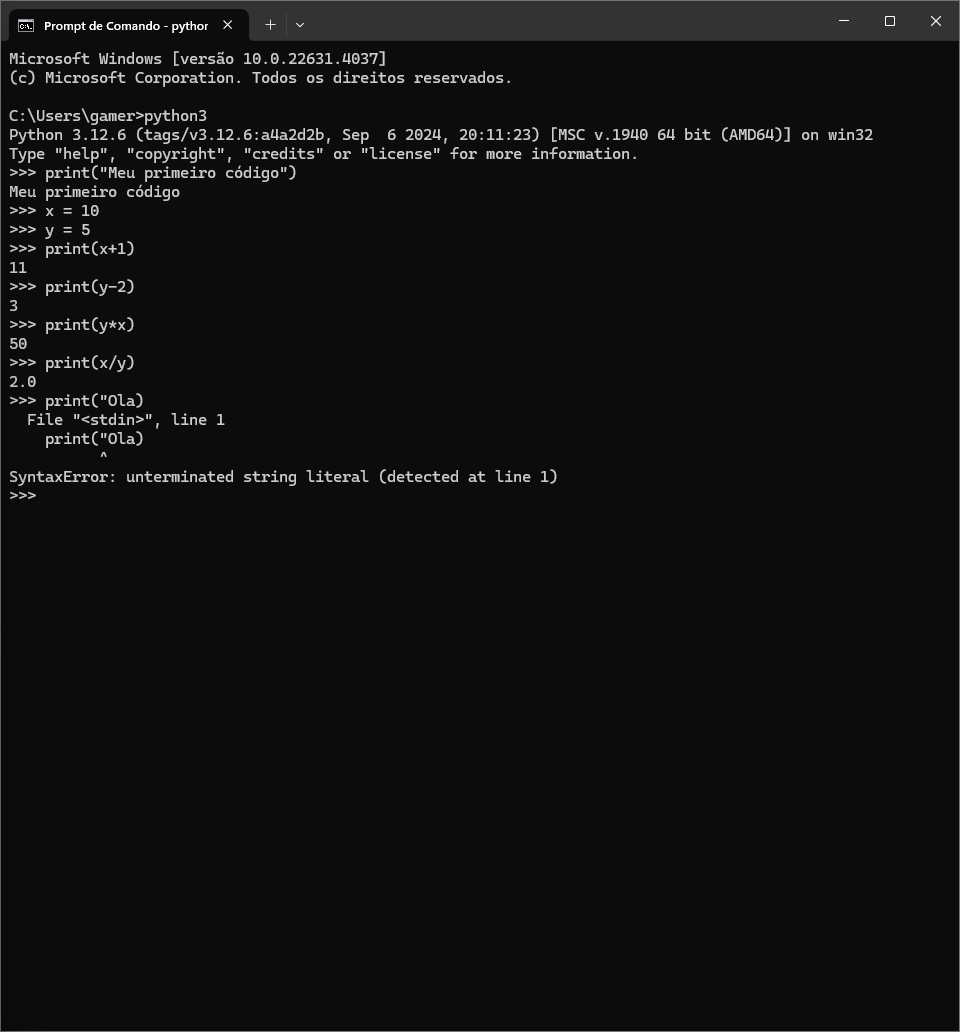 Prompt de Comando - python
Microsoft Windows [versão 10.0.22631.4037]
(c) Microsoft Corporation. Todos os direitos reservados.
C:\Users\gamer>python3
Python 3.12.6 (tags/v3.12.6:a4a2d2b, Sep  6 2024, 20:11:23) [MSC v.1940 64 bit (AMD64)] on win32
Type "help", "copyright", "credits" or "license" for more information.
>>> print("Meu primeiro código")
Meu primeiro código
>>> x = 10
>>> y = 5
>>> print(x+1)
11
>>> print(y-2)
3
>>> print(y*x)
50
>>> print(x/y)
2.0
>>> print("Ola)
  File "<stdin>", line 1
    print("Ola)
          ^
SyntaxError: unterminated string literal (detected at line 1)
>>>